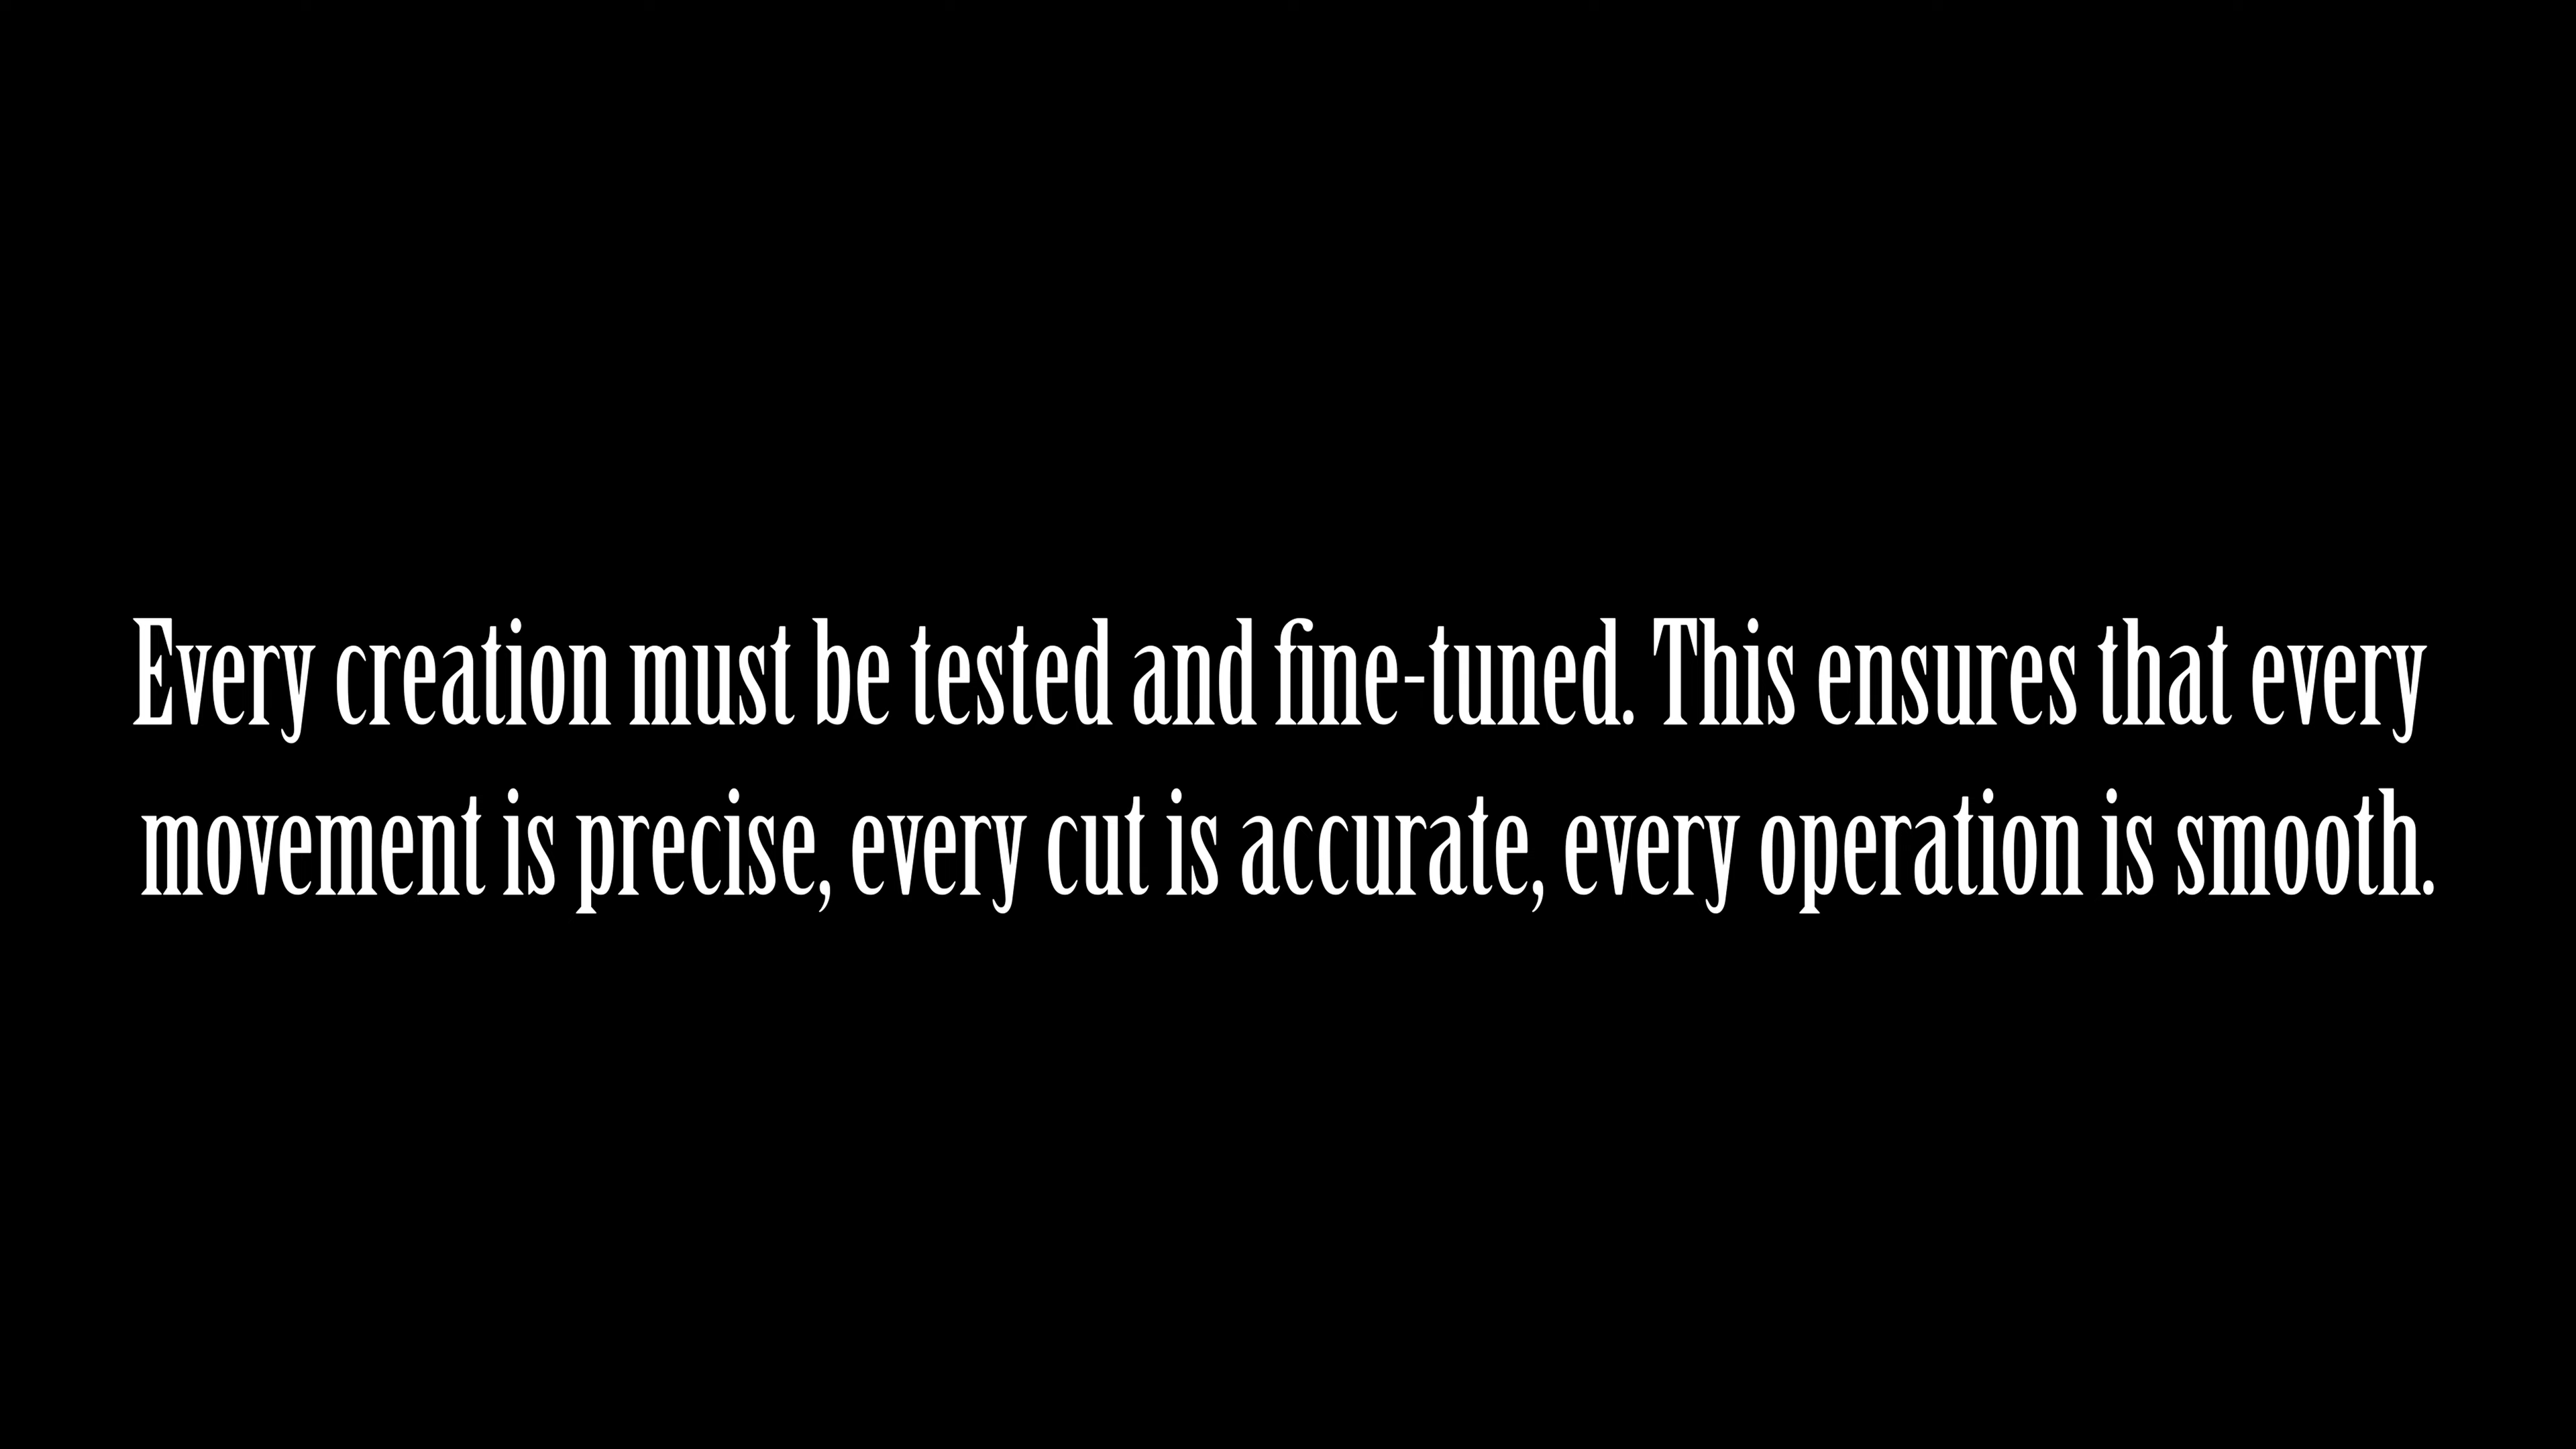 Every creation must be tested and fine-tuned. This ensures that every
movement is precise, every cut is accurate, every operation is smooth.